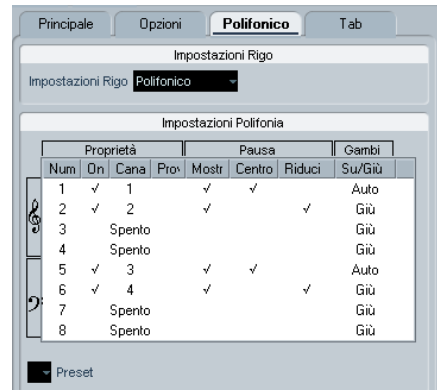 Principale Opzioni Polifonico Tab
Impostazioni Rigo
Impostazioni Rigo Polifonico
Impostazioni Polifonia
Proprietà Pausa Gambi
Num On Cana Prov Mostr Centro Riduci Su/Giù
1 √ 1 √ √ Auto
2 √ 2 √ √ Giù
3 Spento Giù
4 Spento Giù
5 √ 3 √ √ Auto
6 √ 4 √ √ Giù
7 Spento Giù
8 Spento Giù
Preset